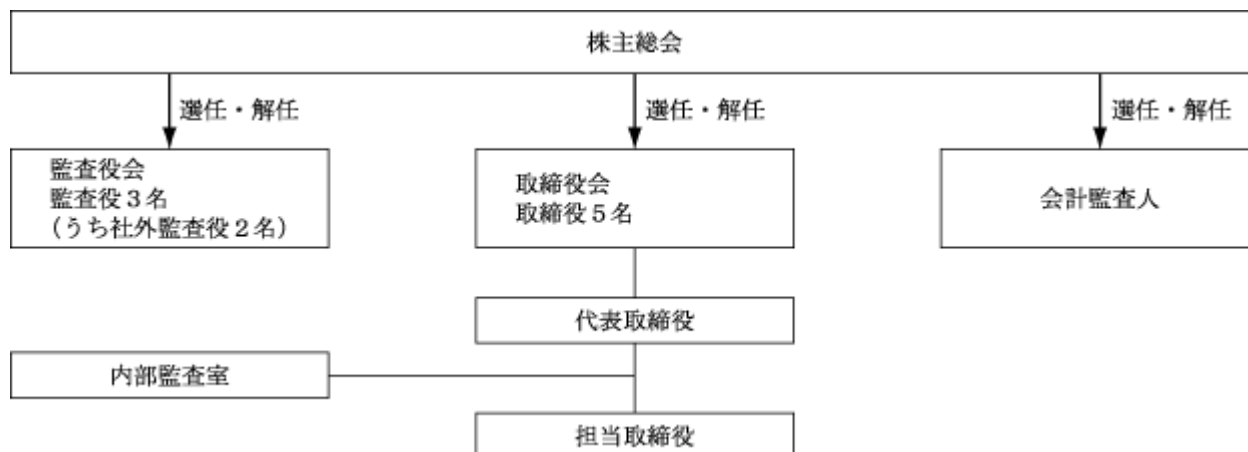 株主総会
選任・解任
選任・解任
選任・解任
監査役会
監査役3名
(うち社外監査役2名)
取締役会
取締役5名
会計監査人
代表取締役
内部監査室
担当取締役